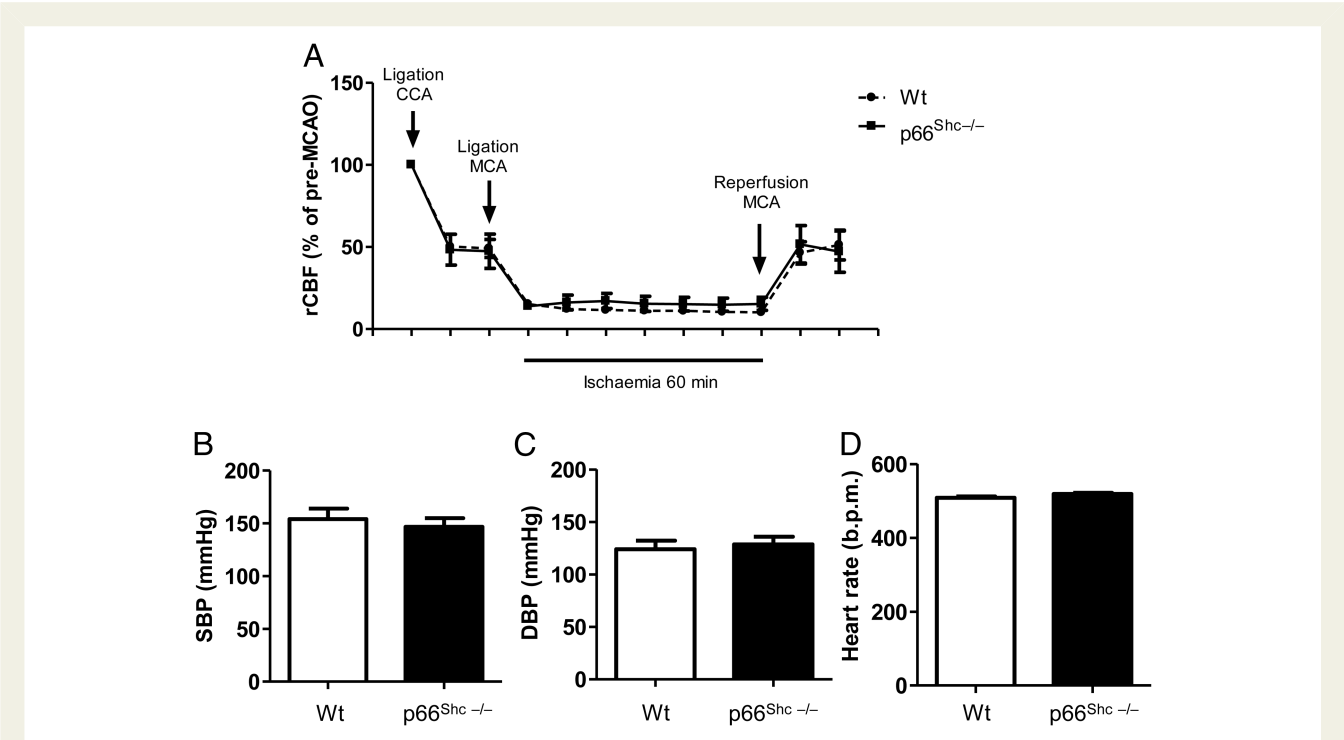 A
Ligation
CCA
Ligation
MCA
Reperfusion
MCA
Wt
p66Shc–/–
rCBF (% of pre-MCAO)
150
100
50
0
Ischaemia 60 min
B
SBP (mmHg)
200
150
100
50
0
Wt
p66Shc –/–
C
DBP (mmHg)
200
150
100
50
0
Wt
p66Shc –/–
D
Heart rate (b.p.m.)
600
400
200
0
Wt
p66Shc –/–